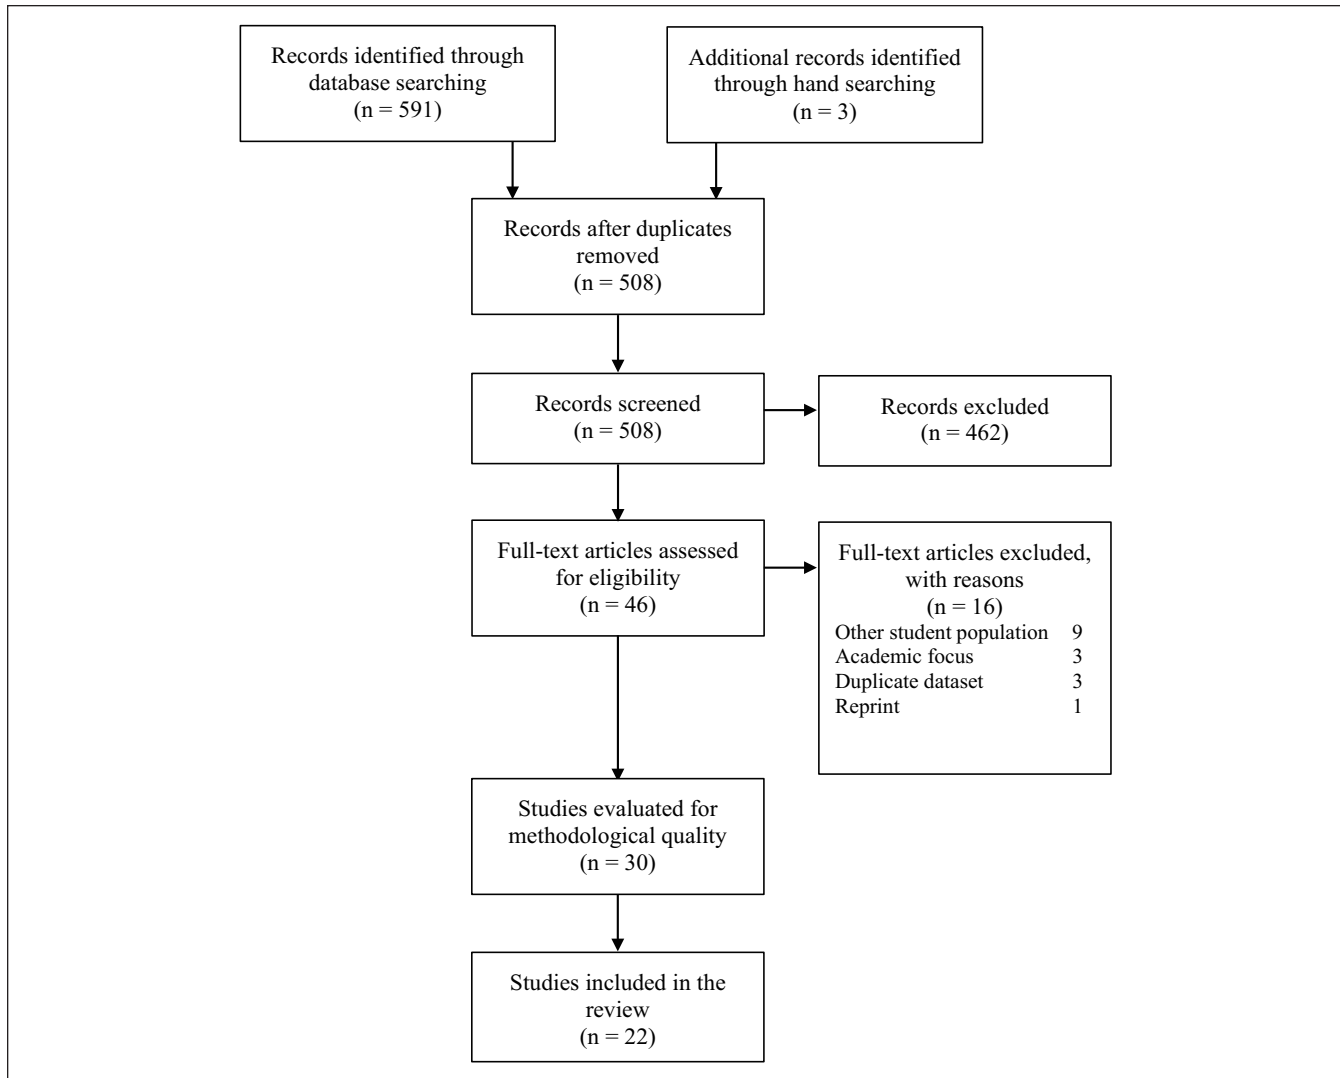 Records identified through
database searching
(n = 591)
Additional records identified
through hand searching
(n = 3)
Records after duplicates
removed
(n = 508)
Records screened
(n = 508)
Records excluded
(n = 462)
Full-text articles assessed
for eligibility
(n = 46)
Full-text articles excluded,
with reasons
(n = 16)
Other student population 9
Academic focus 3
Duplicate dataset 3
Reprint 1
Studies evaluated for
methodological quality
(n = 30)
Studies included in the
review
(n = 22)